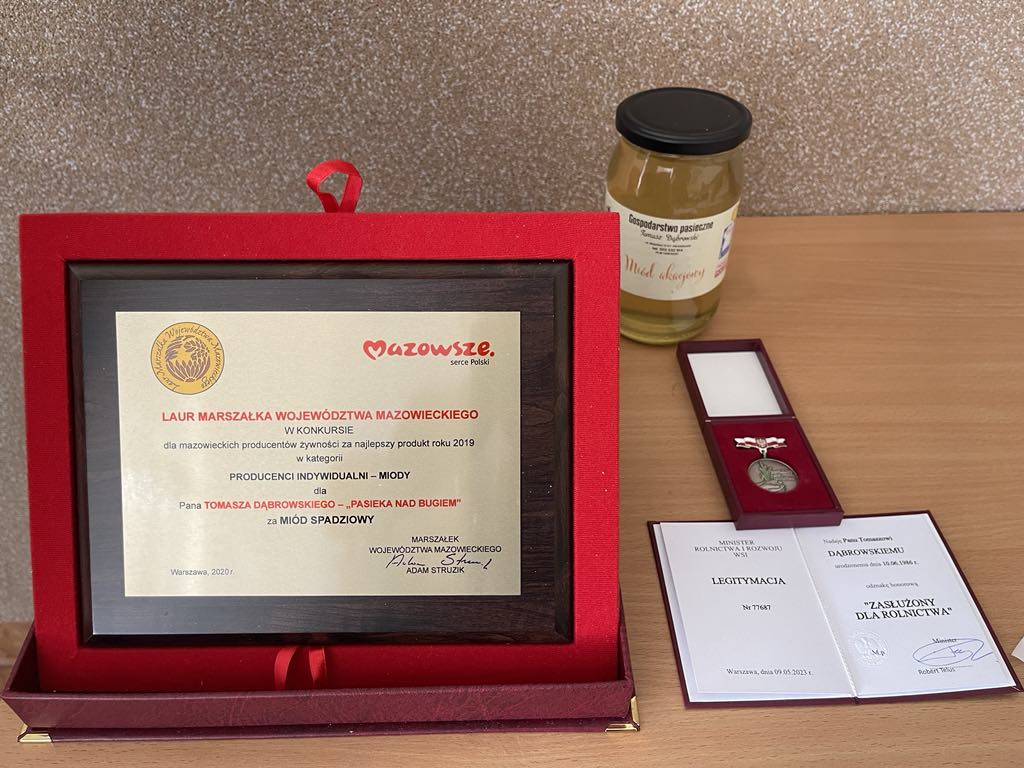 Laur Marszałka Województwa Mazowieckiego
Mazowsze.
serce Polski
LAUR MARSZAŁKA WOJEWÓDZTWA MAZOWIECKIEGO
W KONKURSIE
dla mazowieckich producentów żywności za najlepszy produkt roku 2019
w kategorii
PRODUCENCI INDYWIDUALNI – MIODY
dla
Pana TOMASZA DĄBROWSKIEGO – „PASIEKA NAD BUGIEM"
za MIÓD SPADZIOWY
MARSZAŁEK
WOJEWÓDZTWA MAZOWIECKIEGO
ADAM STRUZIK
Warszawa, 2020 r.
Gospodarstwo pasieczne
Tomasz Dąbrowski
Miód akacjowy
MINISTER
ROLNICTWA I ROZWOJU
WSI
LEGITYMACJA
Nr 77687
Warszawa, dnia 09.05.2023 r.
Nadaję Panu Tomaszowi
DĄBROWSKIEMU
urodzonemu dnia 10.06.1986 r.
odznakę honorową
"ZASŁUŻONY
DLA ROLNICTWA"
Minister
M.p
Robert Telus